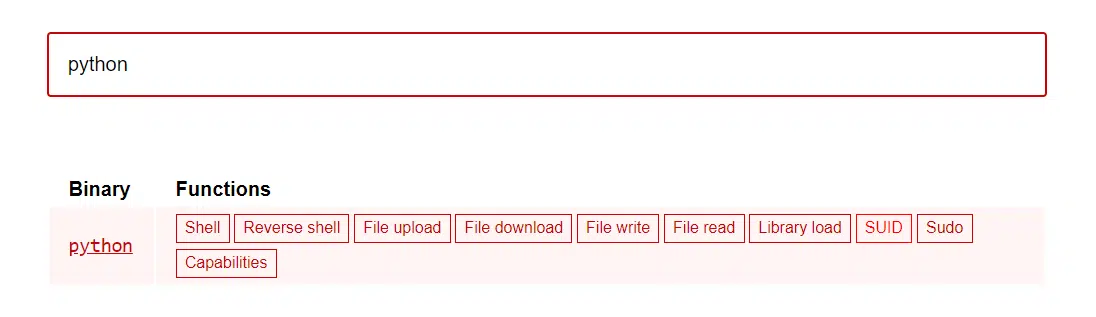 python
Binary Functions
python Shell Reverse shell File upload File download File write File read Library load SUID Sudo
Capabilities